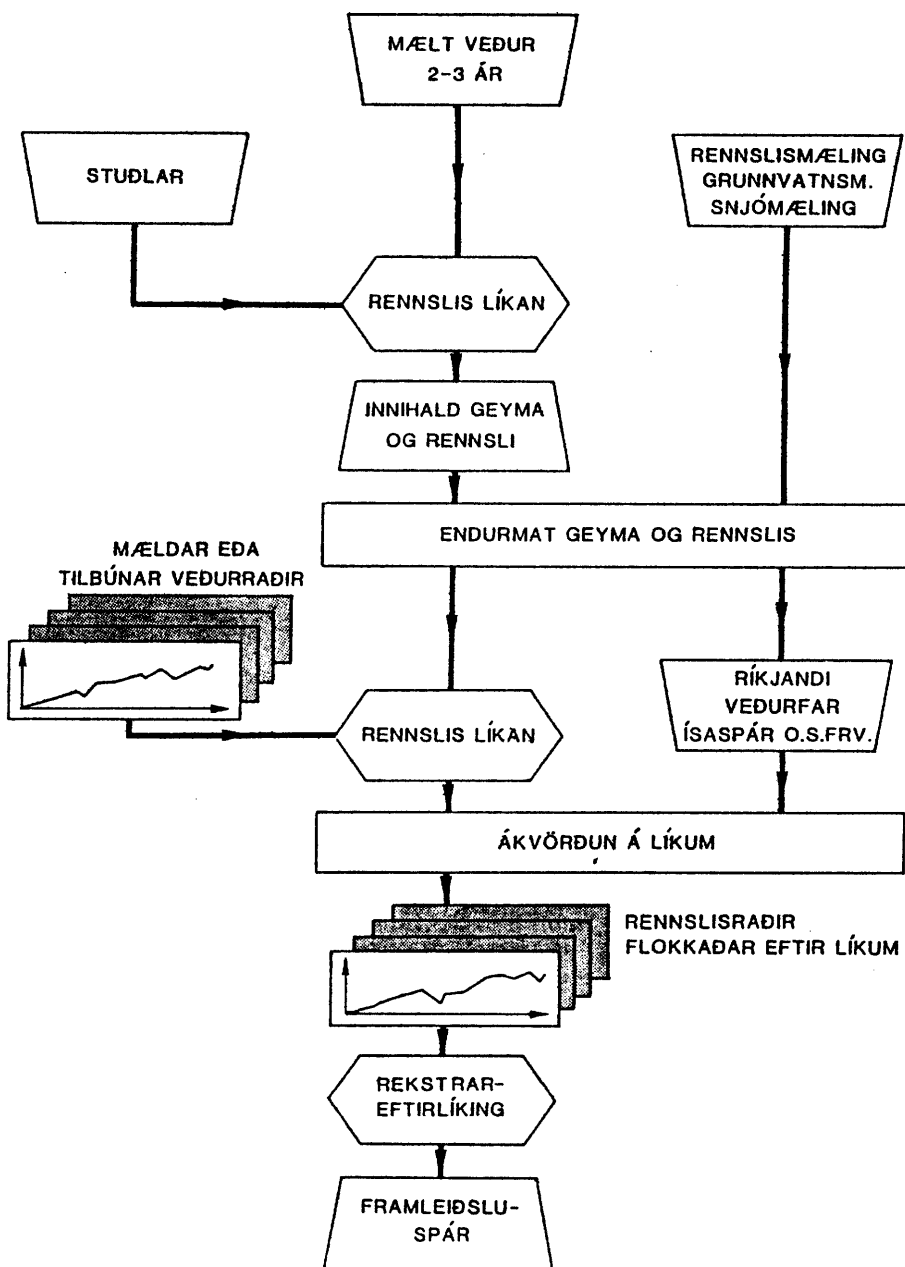 MÆLT VEÐUR
2-3 ÁR
STUÐLAR
RENNSLISMÆLING
GRUNNVATNSM.
SNJÓMÆLING
RENNSLIS LÍKAN
INNIHALD GEYMA
OG RENNSLI
ENDURMAT GEYMA OG RENNSLIS
MÆLDAR EÐA
TILBÚNAR VEÐURRAÐIR
RÍKJANDI
VEÐURFAR
ÍSASPÁR O.S.FRV.
RENNSLIS LÍKAN
ÁKVÖRÐUN Á LÍKUM
RENNSLISRAÐIR
FLOKKAÐAR EFTIR LÍKUM
REKSTRAR-
EFTIRLÍKING
FRAMLEIÐSLU-
SPÁR